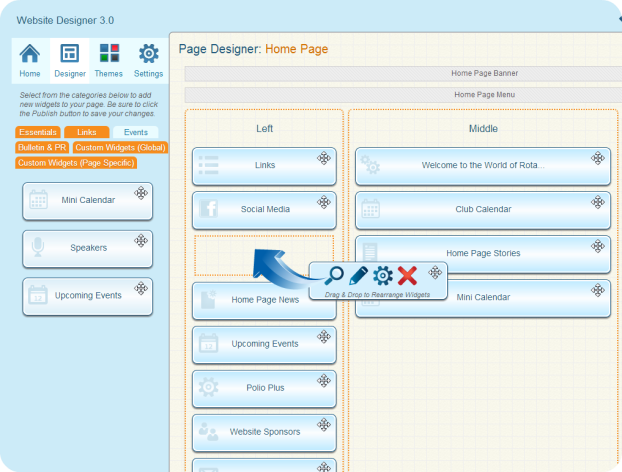 Website Designer 3.0
Home
Designer
Themes
Settings
Select from the categories below to add
new widgets to your page. Be sure to click
the Publish button to save your changes.
Essentials
Links
Events
Bulletin & PR
Custom Widgets (Global)
Custom Widgets (Page Specific)
Mini Calendar
Speakers
12
Upcoming Events
Page Designer: Home Page
Home Page Banner
Home Page Menu
Left
Links
Social Media
Home Page News
12
Upcoming Events
Polio Plus
Website Sponsors
Middle
Welcome to the World of Rota...
Club Calendar
Home Page Stories
Mini Calendar
Drag & Drop to Rearrange Widgets